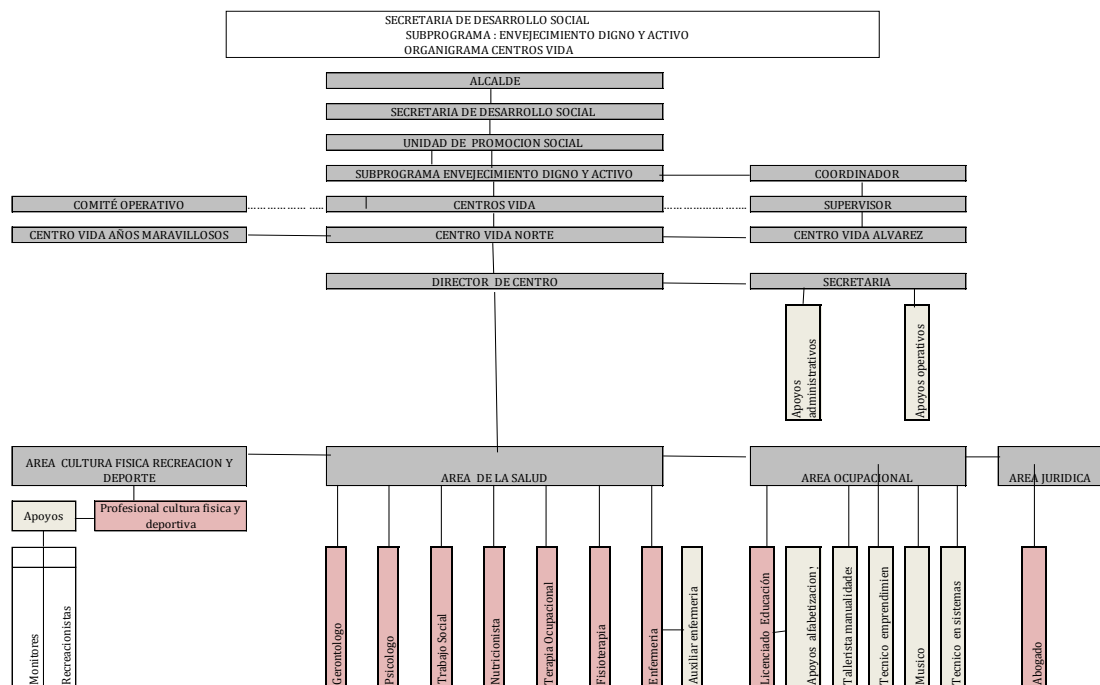 SECRETARIA DE DESARROLLO SOCIAL
SUBPROGRAMA : ENVEJECIMIENTO DIGNO Y ACTIVO
ORGANIGRAMA CENTROS VIDA
ALCALDE
SECRETARIA DE DESARROLLO SOCIAL
UNIDAD DE PROMOCION SOCIAL
SUBPROGRAMA ENVEJECIMIENTO DIGNO Y ACTIVO
COORDINADOR
COMITÉ OPERATIVO
CENTROS VIDA
SUPERVISOR
CENTRO VIDA AÑOS MARAVILLOSOS
CENTRO VIDA NORTE
CENTRO VIDA ALVAREZ
DIRECTOR DE CENTRO
SECRETARIA
Apoyos
administrativos
Apoyos operativos
AREA CULTURA FISICA RECREACION Y
DEPORTE
AREA DE LA SALUD
AREA OCUPACIONAL
AREA JURIDICA
Apoyos
Profesional cultura fisica y
deportiva
Monitores
Recreacionistas
Gerontologo
Psicologo
Trabajo Social
Nutricionista
Terapia Ocupacional
Fisioterapia
Enfermeria
Auxiliar enfermeria
Licenciado Educación
Apoyos alfabetizacion
Tallerista manualidades
Tecnico emprendimien
Musico
Tecnico en sistemas
Abogado